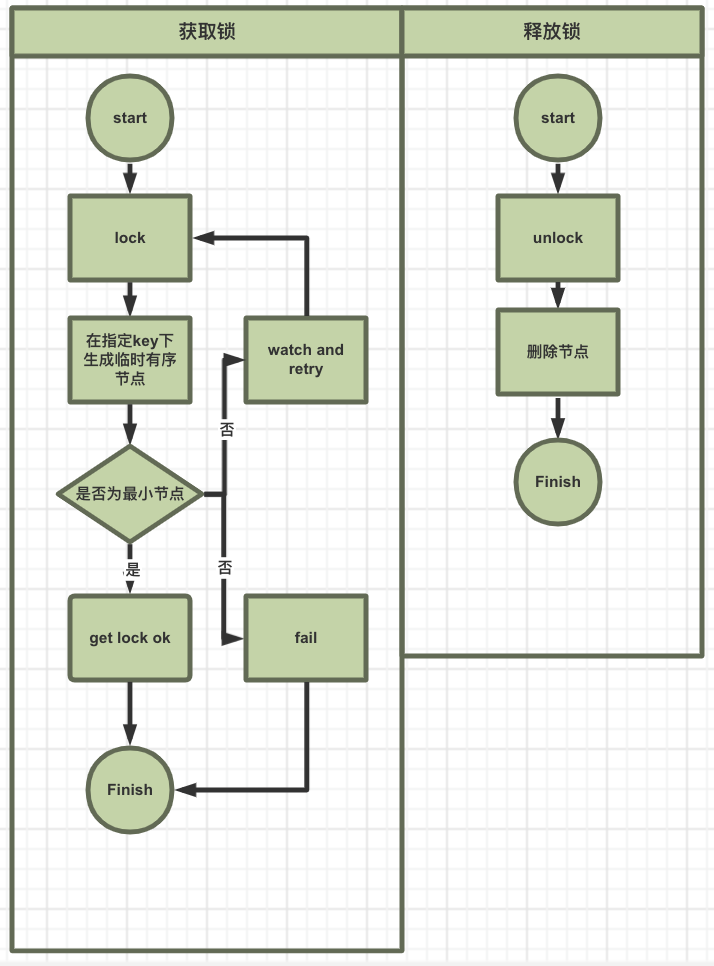 获取锁
释放锁
start
lock
在指定key下
生成临时有序
节点
watch and
retry
否
是否为最小节点
是
否
get lock ok
fail
Finish
start
unlock
删除节点
Finish